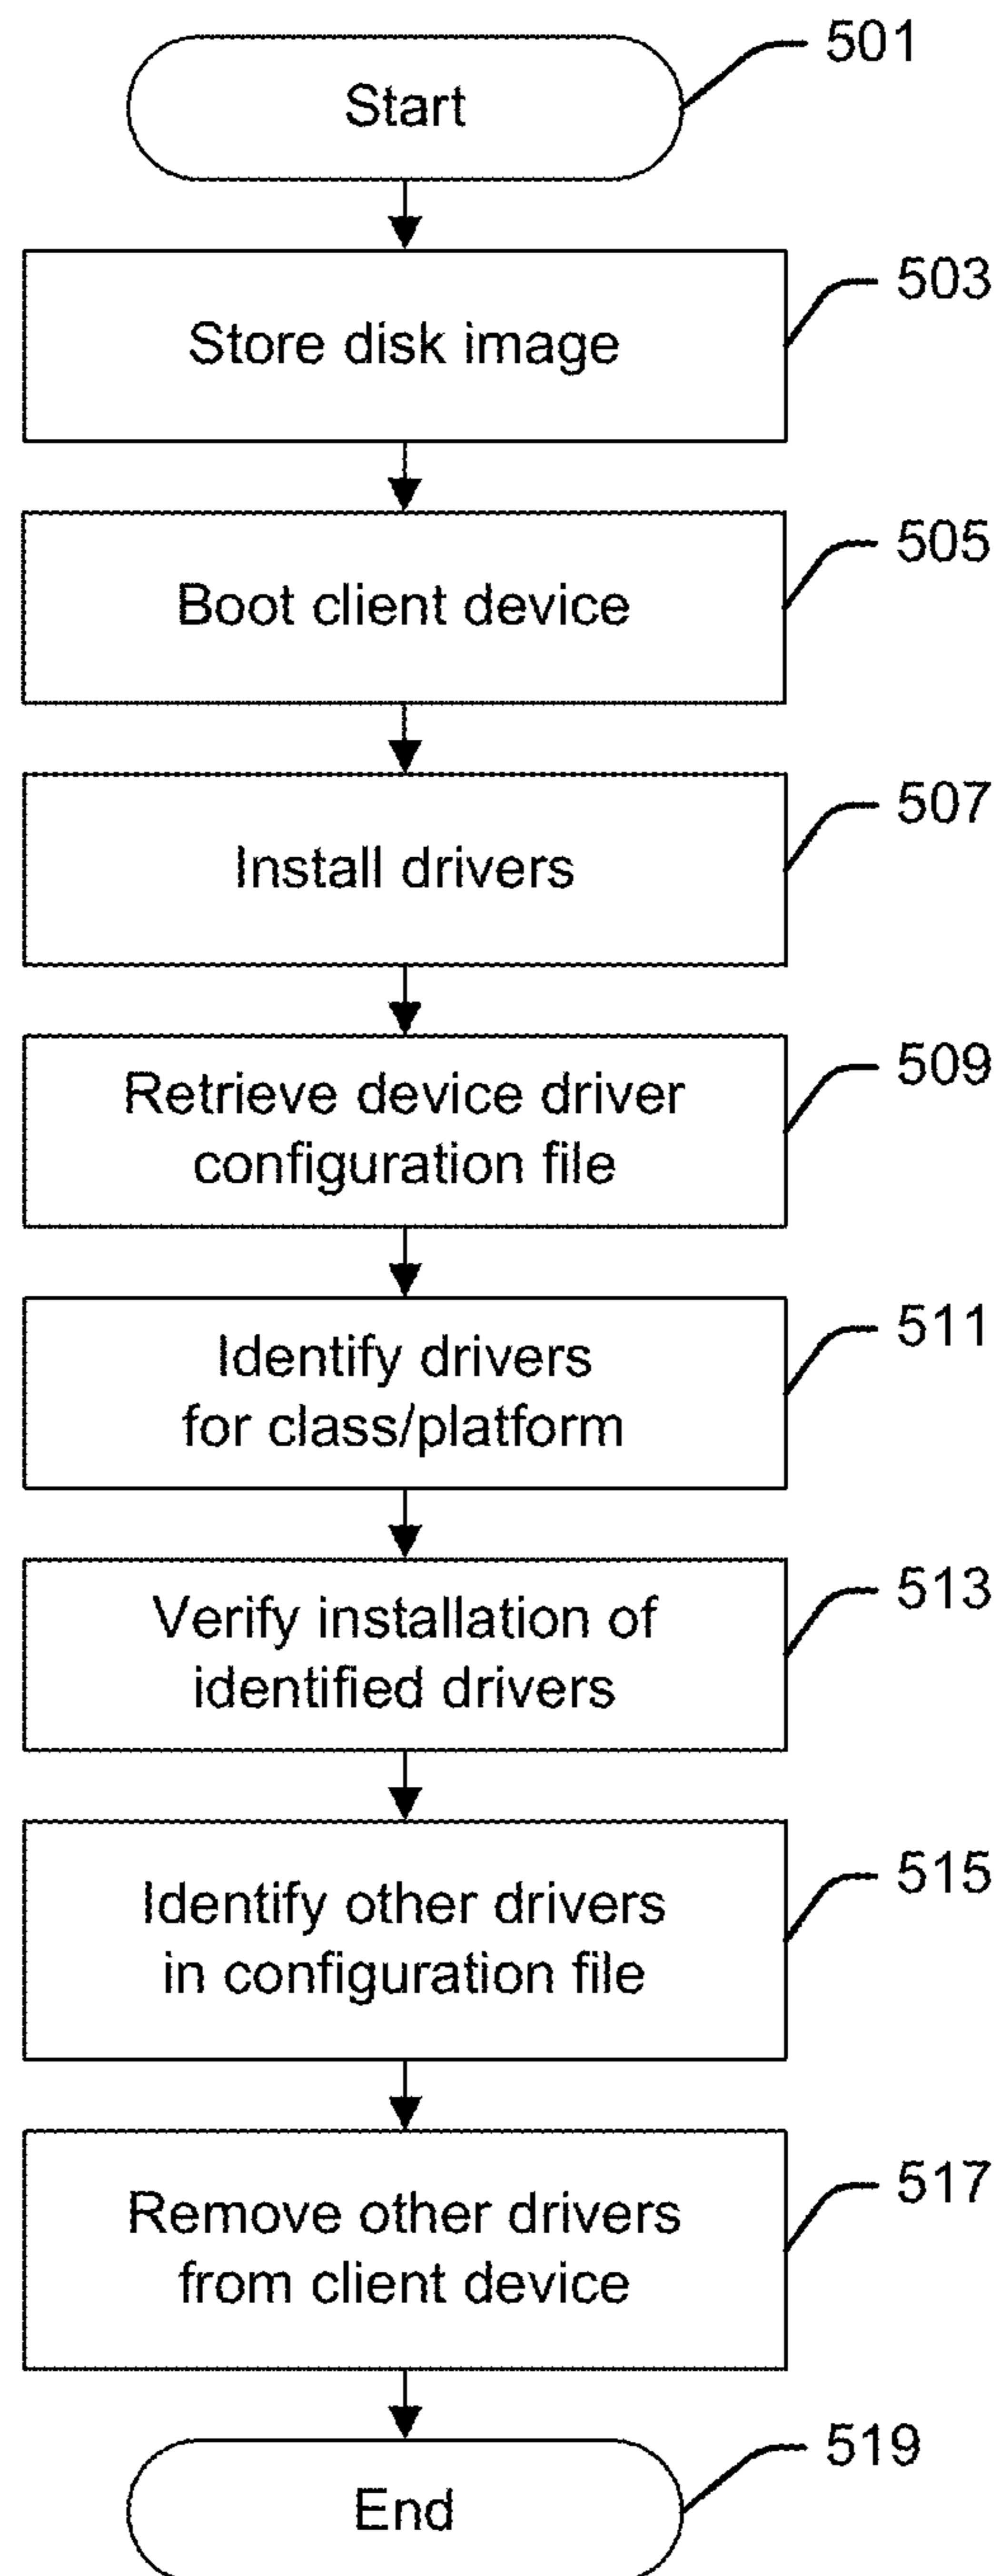 Start
501
Store disk image
503
Boot client device
505
Install drivers
507
Retrieve device driver
configuration file
509
Identify drivers
for class/platform
511
Verify installation of
identified drivers
513
Identify other drivers
in configuration file
515
Remove other drivers
from client device
517
End
519